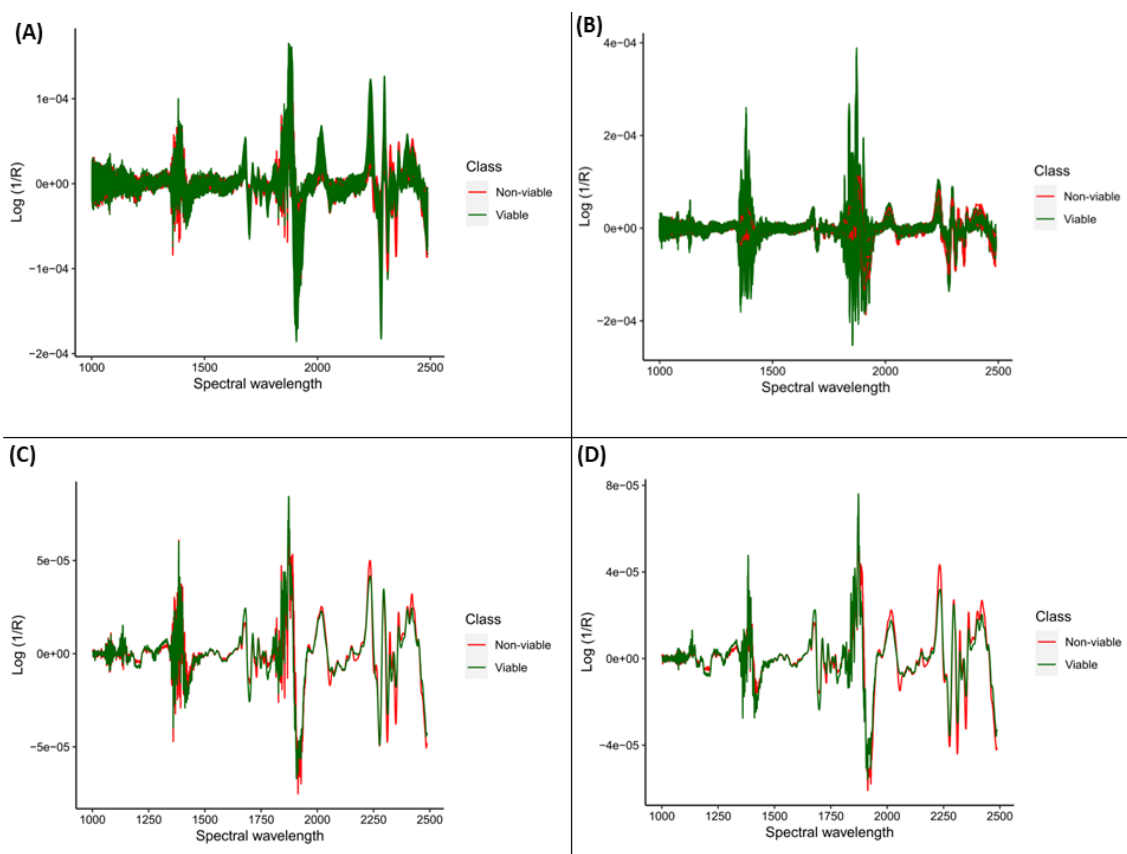 (A)
1e−04
0e+00
−1e−04
−2e−04
Log (1/R)
1000
1500
2000
2500
Spectral wavelength
Class
Non-viable
Viable
(B)
4e−04
2e−04
0e+00
−2e−04
Log (1/R)
1000
1500
2000
2500
Spectral wavelength
Class
Non-viable
Viable
(C)
5e−05
0e+00
−5e−05
Log (1/R)
1000
1250
1500
1750
2000
2250
2500
Spectral wavelength
Class
Non-viable
Viable
(D)
8e−05
4e−05
0e+00
−4e−05
Log (1/R)
1000
1250
1500
1750
2000
2250
2500
Spectral wavelength
Class
Non-viable
Viable